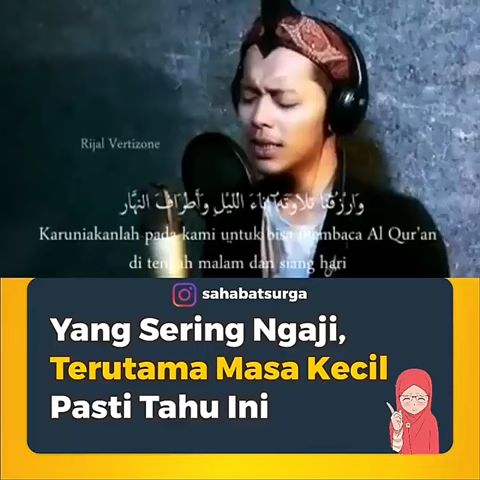 Rijal Vertizone
وَارْزُقْنَا تِلَاوَتَهُ آنَاءَ اللَّيْلِ وَأَطْرَافَ النَّهَارِ
Karuniakanlah pada kami untuk bisa membaca Al Qur'an
di tengah malam dan siang hari
sahabatsurga
Yang Sering Ngaji,
Terutama Masa Kecil
Pasti Tahu Ini